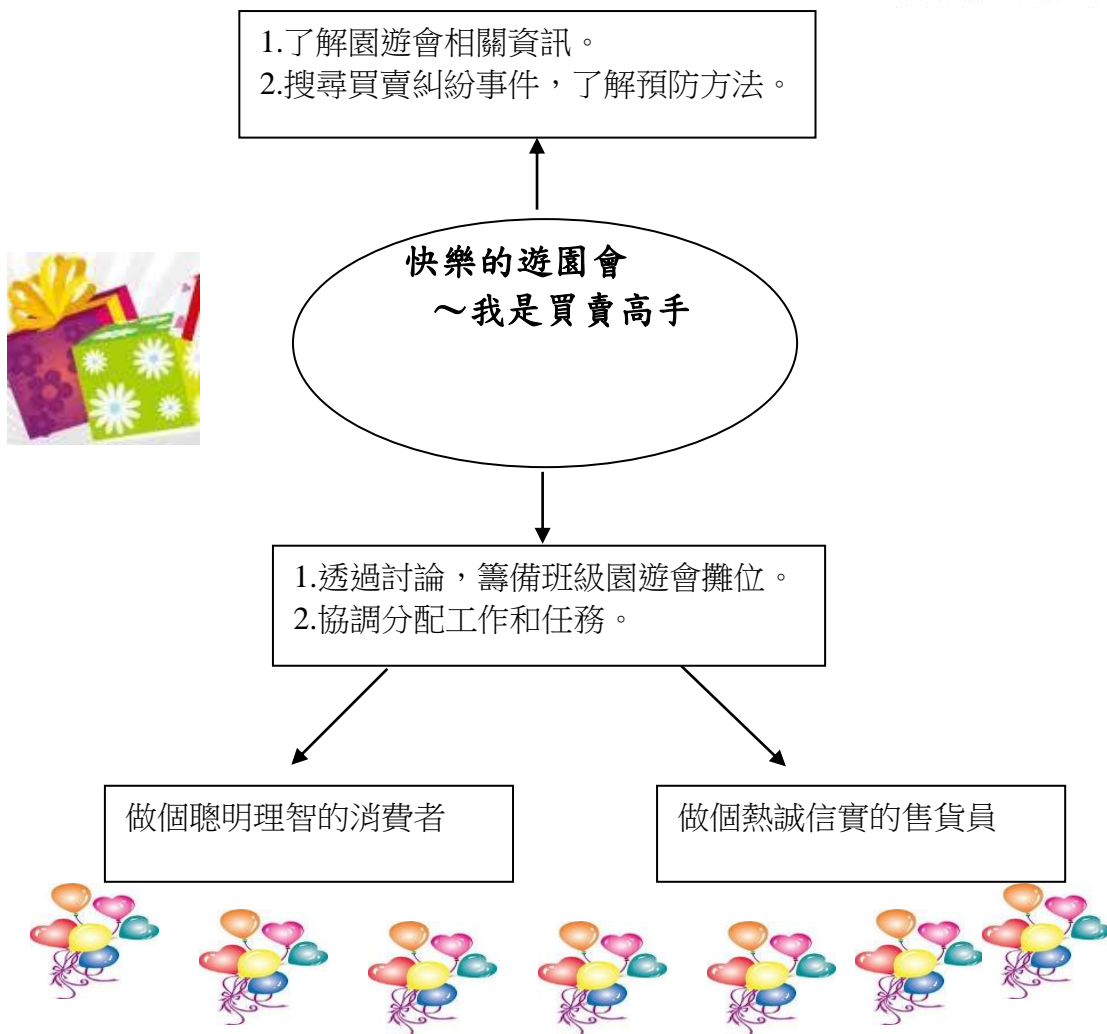 1.了解園遊會相關資訊。
2.搜尋買賣糾紛事件，了解預防方法。
快樂的遊園會
～我是買賣高手
1.透過討論，籌備班級園遊會攤位。
2.協調分配工作和任務。
做個聰明理智的消費者
做個熱誠信實的售貨員